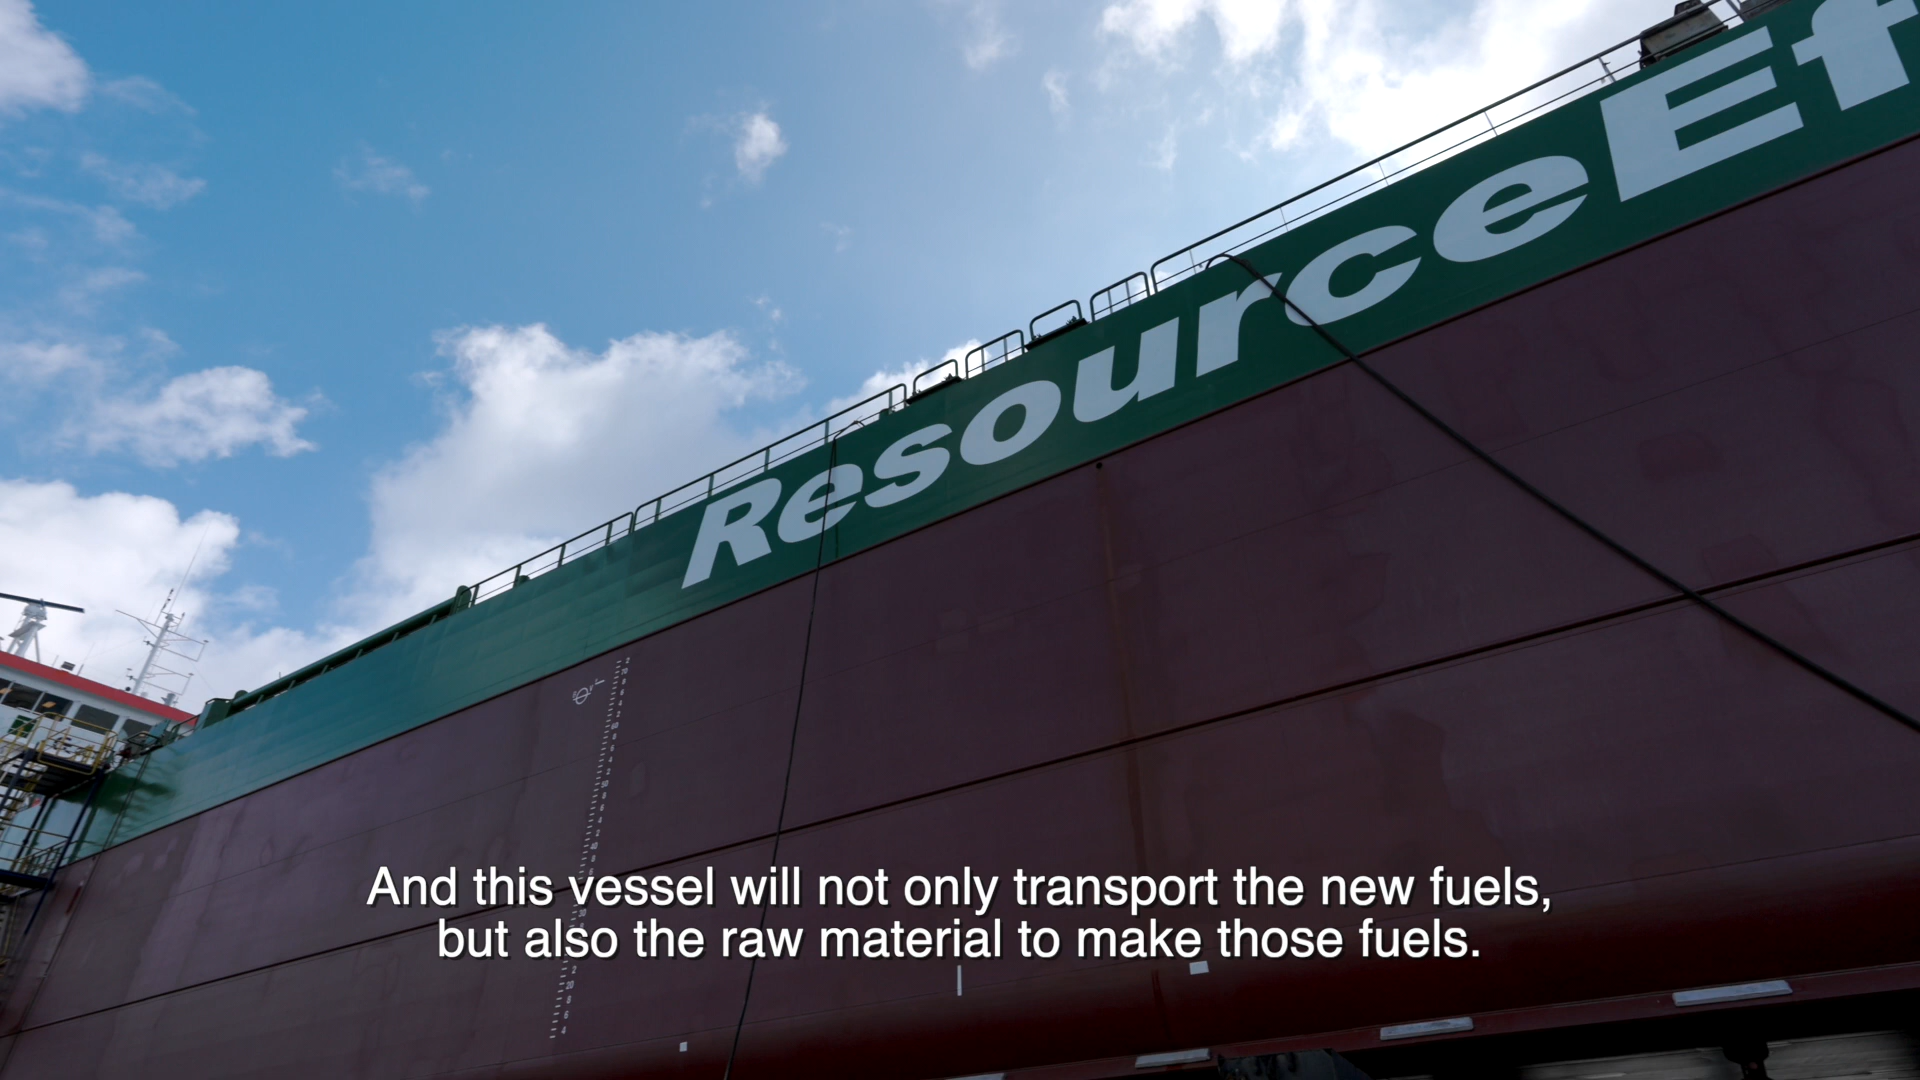 ResourceEf
And this vessel will not only transport the new fuels,
but also the raw material to make those fuels.